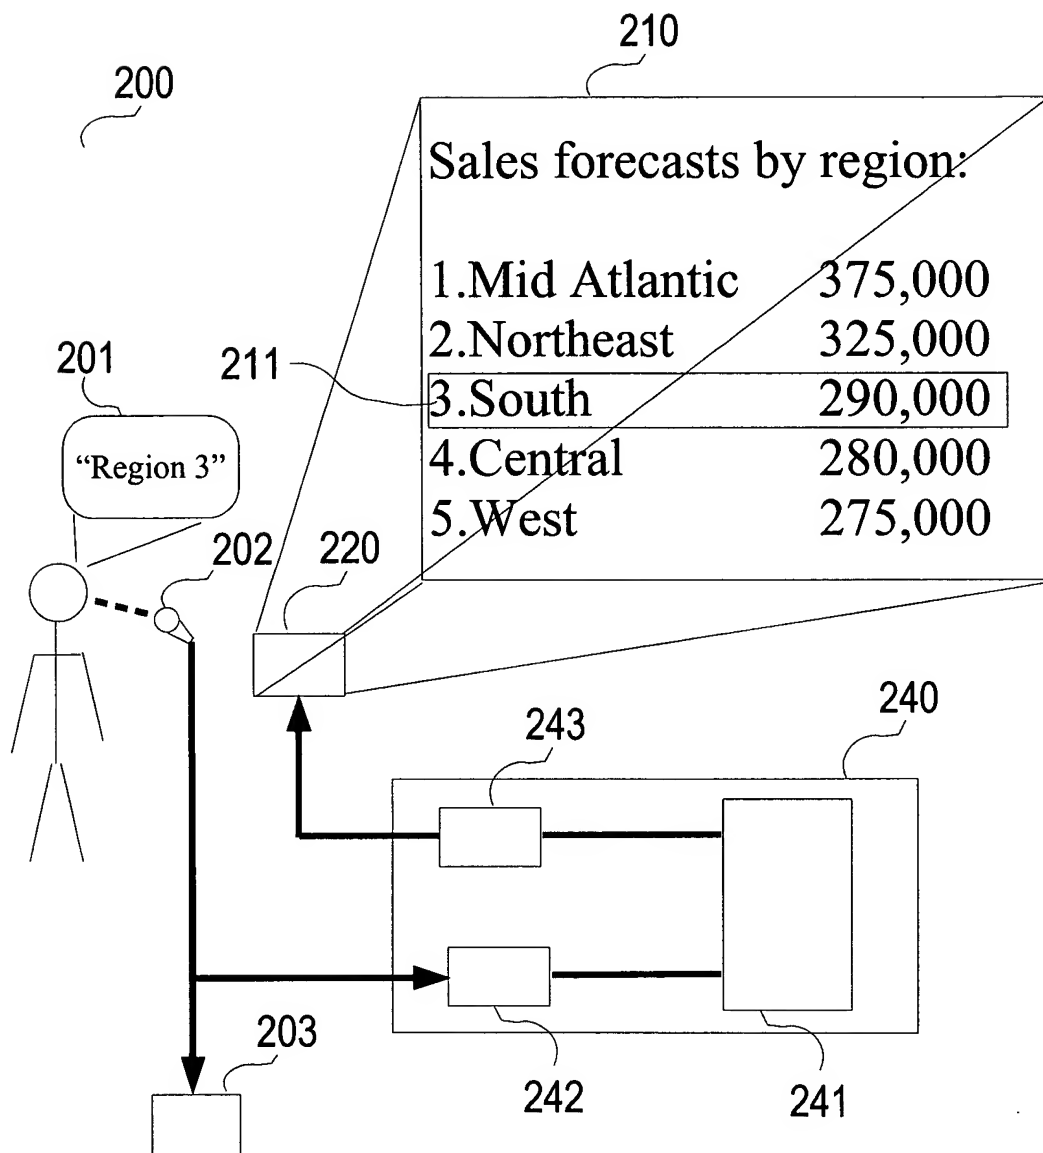 210
200
Sales forecasts by region:
1.Mid Atlantic 375,000
2.Northeast 325,000
201
211
3.South 290,000
“Region 3”
4.Central 280,000
5.West 275,000
202
220
243
240
203
242
241